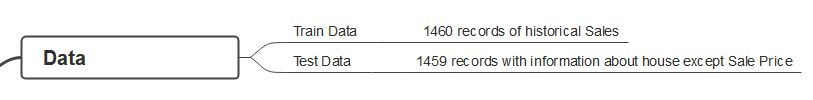 Data
Train Data 1460 records of historical Sales
Test Data 1459 records with information about house except Sale Price